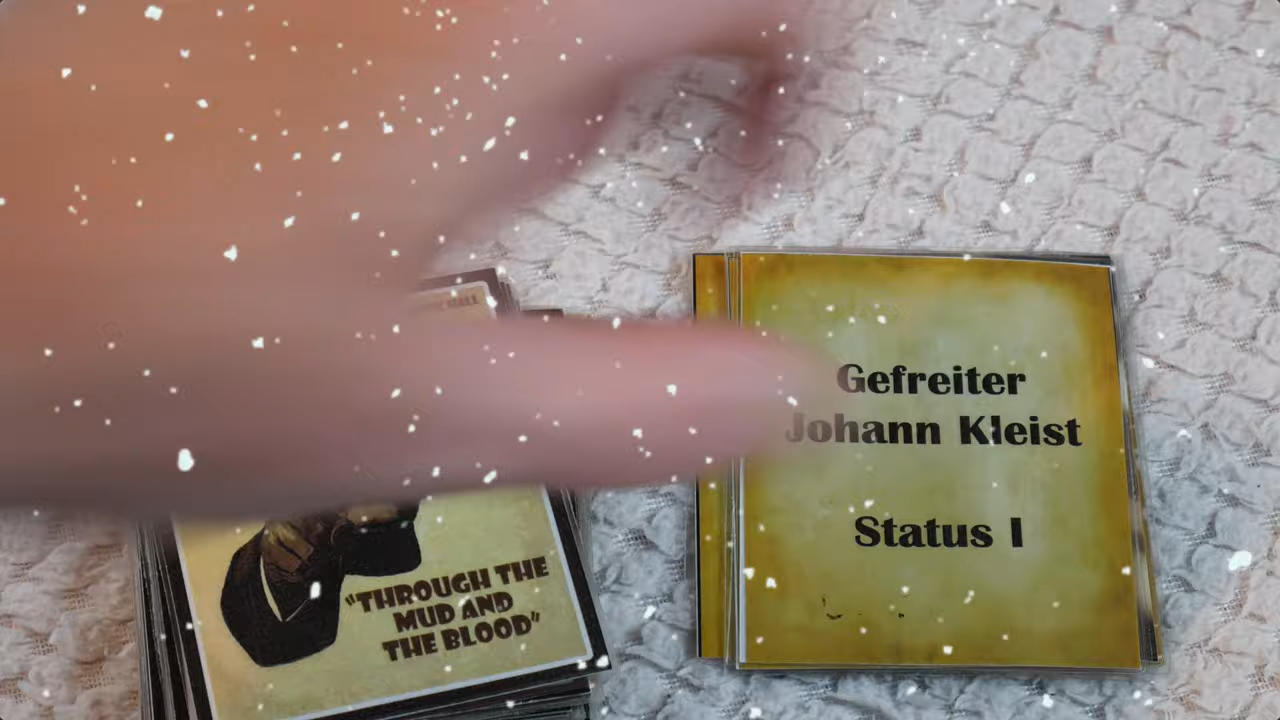 Gefreiter
Johann Kleist
Status I
"THROUGH THE
MUD AND
THE BLOOD"